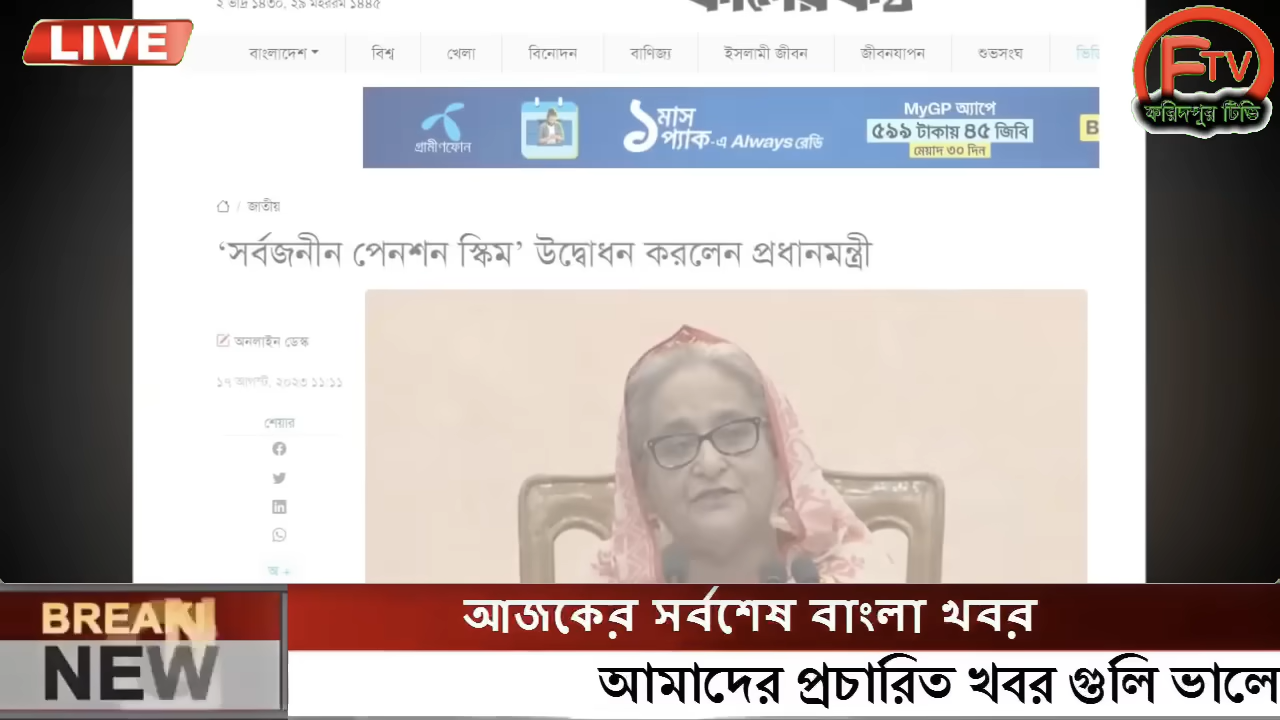 ২ ভাদ্র ১৪৩০, ২৯ মহররম ১৪৪৫
কালের কণ্ঠ
LIVE
বাংলাদেশ বিশ্ব খেলা বিনোদন বাণিজ্য ইসলামী জীবন জীবনযাপন শুভসংঘ
FTV
ফরিদপুর টিভি
গ্রামীণফোন
১ মাস
প্যাক-এ Always রেডি
MyGP অ্যাপে
৫৯৯ টাকায় ৪৫ জিবি
মেয়াদ ৩০ দিন
B
/ জাতীয়
‘সর্বজনীন পেনশন স্কিম’ উদ্বোধন করলেন প্রধানমন্ত্রী
অনলাইন ডেস্ক
১৭ আগস্ট, ২০২৩ ১১:১১
শেয়ার
অ +
BREAKI
NEW
আজকের সর্বশেষ বাংলা খবর
আমাদের প্রচারিত খবর গুলি ভালে